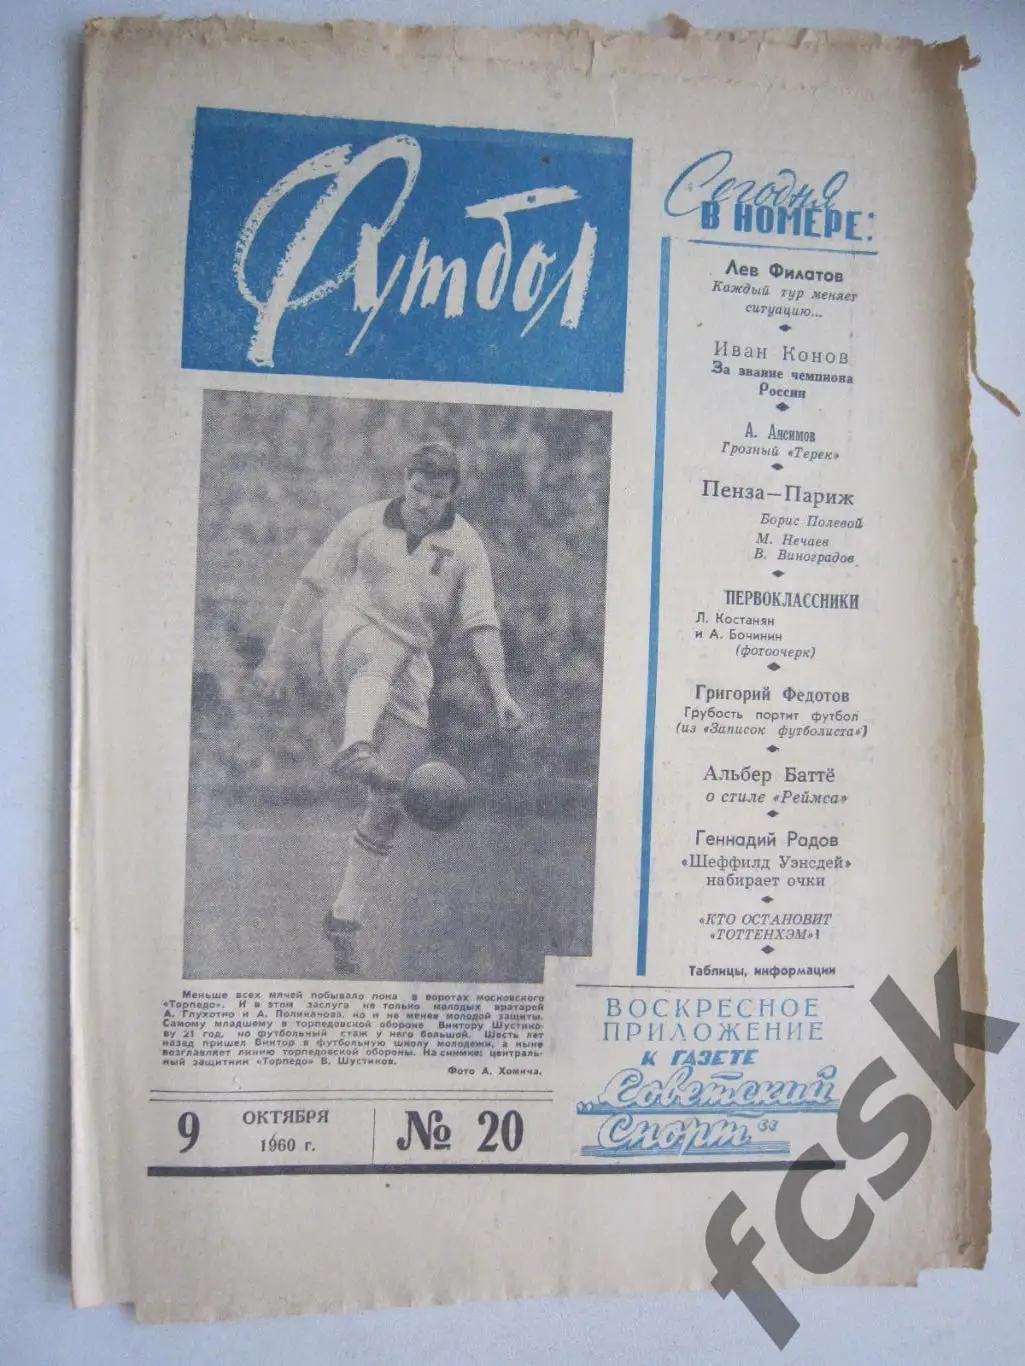 Футбол
Сегодня
В НОМЕРЕ:
Лев Филатов
Каждый тур меняет
ситуацию...
Иван Конов
За звание чемпиона
России
А. Ансимов
Грозный «Терек»
Пенза—Париж
Борис Полевой
М. Нечаев
В. Виноградов
ПЕРВОКЛАССНИКИ
Л. Костанян
и А. Бочинин
(фотоочерк)
Григорий Федотов
Грубость портит футбол
(из «Записок футболиста»)
Альбер Баттё
о стиле «Реймса»
Геннадий Радов
«Шеффилд Уэнсдей»
набирает очки
«КТО ОСТАНОВИТ
«ТОТТЕНХЭМ»!
Таблицы, информации
Т
Меньше всех мячей побывало пока в воротах московского
«Торпедо». И в этом заслуга не только молодых вратарей
А. Глухотко и А. Поликанова, но и не менее молодой защиты.
Самому младшему в торпедовской обороне Виктору Шустико-
ву 21 год, но футбольный стаж у него большой. Шесть лет
назад пришел Виктор в футбольную школу молодежи, а ныне
возглавляет линию торпедовской обороны. На снимке: централь-
ный защитник «Торпедо» В. Шустиков.
Фото А. Хомича.
ВОСКРЕСНОЕ
ПРИЛОЖЕНИЕ
К ГАЗЕТЕ
„Советский
Спорт“
9 ОКТЯБРЯ
1960 г. № 20
fcsk